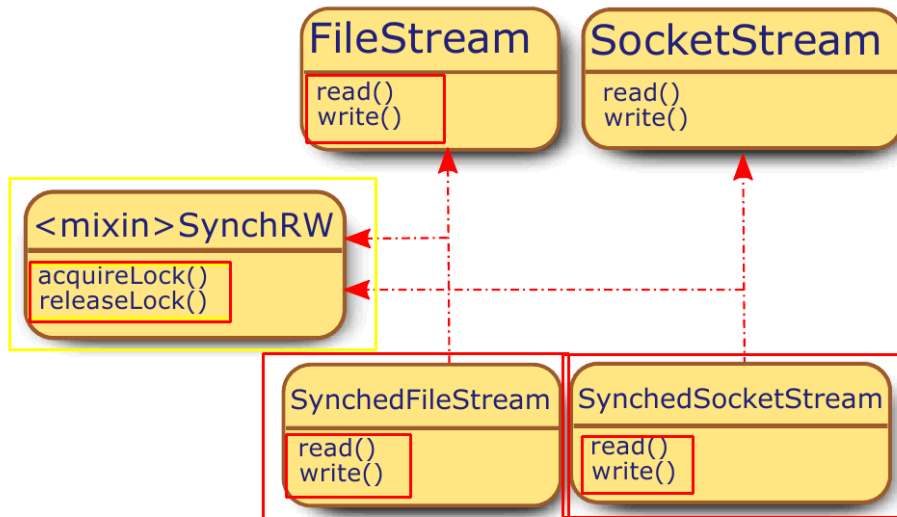 FileStream
read()
write()
SocketStream
read()
write()
<mixin>SynchRW
acquireLock()
releaseLock()
SynchedFileStream
read()
write()
SynchedSocketStream
read()
write()